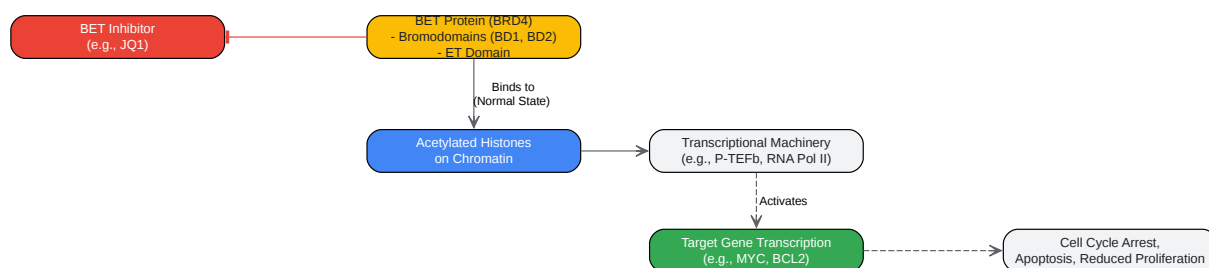 BET Inhibitor
(e.g., JQ1)
BET Protein (BRD4)
- Bromodomains (BD1, BD2)
- ET Domain
Binds to
(Normal State)
Acetylated Histones
on Chromatin
Transcriptional Machinery
(e.g., P-TEFb, RNA Pol II)
Activates
Target Gene Transcription
(e.g., MYC, BCL2)
Cell Cycle Arrest,
Apoptosis, Reduced Proliferation